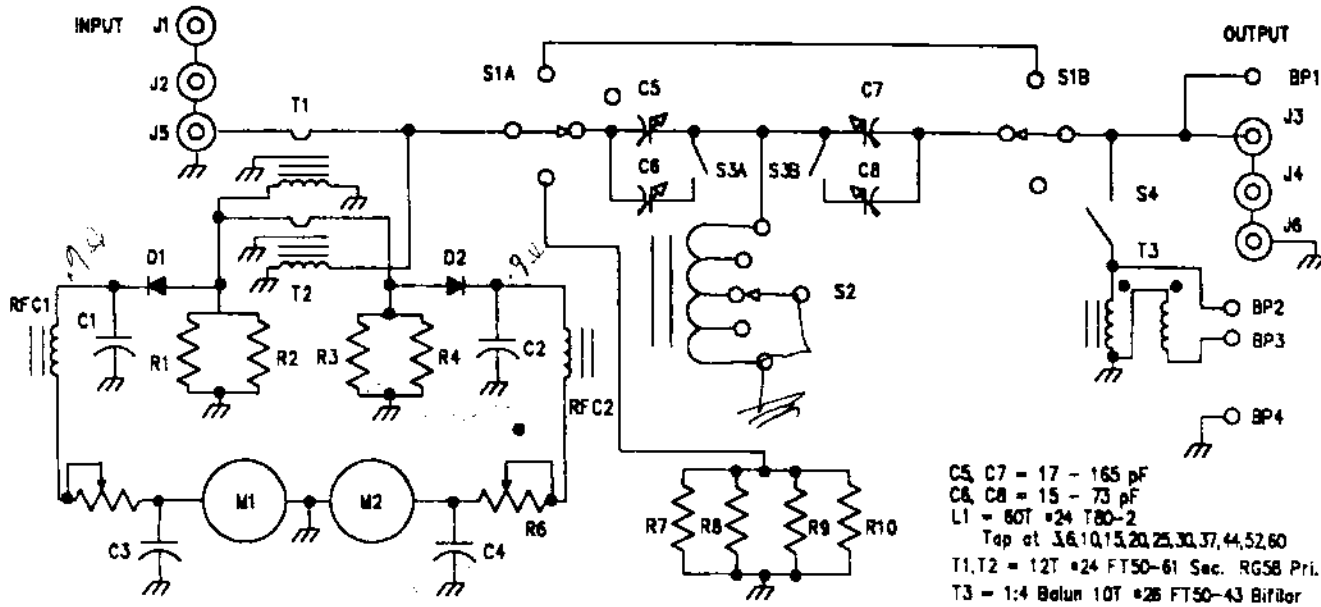 INPUT
J1
J2
J5
T1
T2
S1A
C5
C6
S3A
S3B
C7
C8
S1B
OUTPUT
BP1
J3
J4
J6
S4
T3
BP2
BP3
BP4
S2
D1
D2
RFC1
C1
R1
R2
R3
R4
C2
RFC2
M1
M2
C3
C4
R6
R7
R8
R9
R10
C5, C7 = 17 - 165 pF
C6, C8 = 15 - 73 pF
L1 = 60T #24 T80-2
Tap at 3,6,10,15,20,25,30,37,44,52,60
T1,T2 = 12T #24 FT50-61 Sec. RG58 Pri.
T3 = 1:4 Balun 10T #26 FT50-43 Bifilar